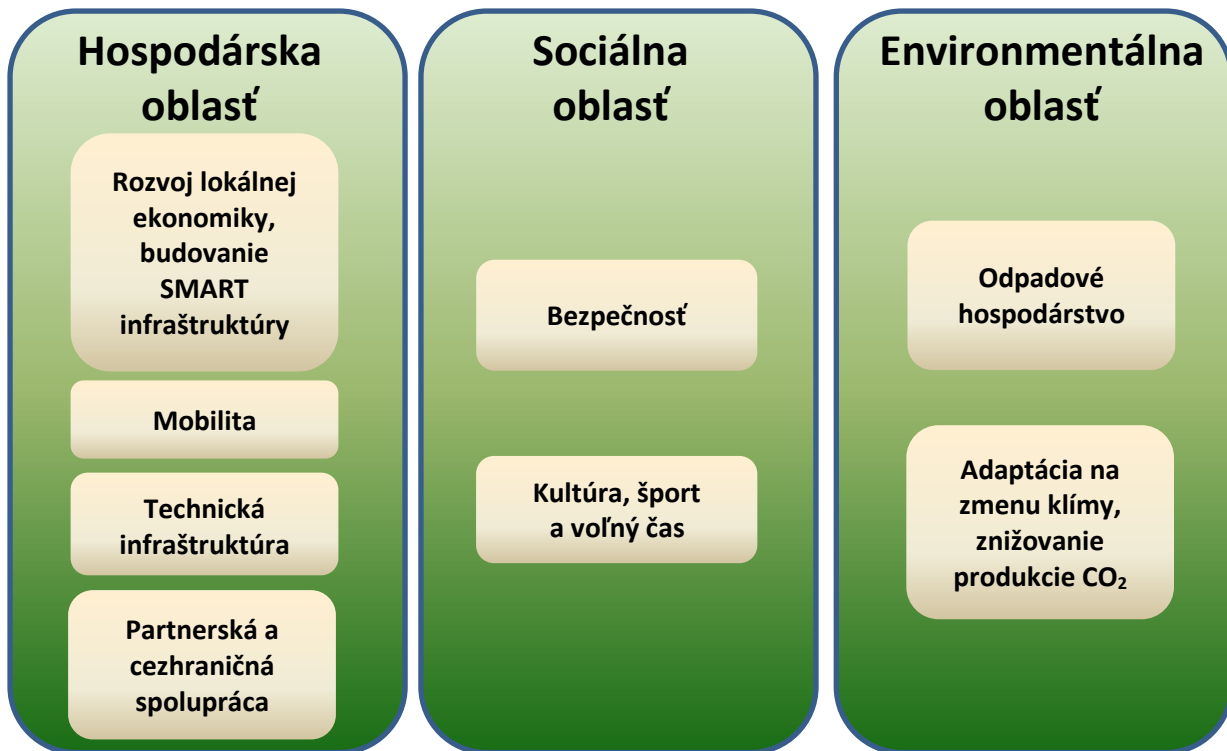 Hospodárska
oblasť
Rozvoj lokálnej
ekonomiky,
budovanie
SMART
infraštruktúry
Mobilita
Technická
infraštruktúra
Partnerská a
cezhraničná
spolupráca
Sociálna
oblasť
Bezpečnosť
Kultúra, šport
a voľný čas
Environmentálna
oblasť
Odpadové
hospodárstvo
Adaptácia na
zmenu klímy,
znižovanie
produkcie CO₂